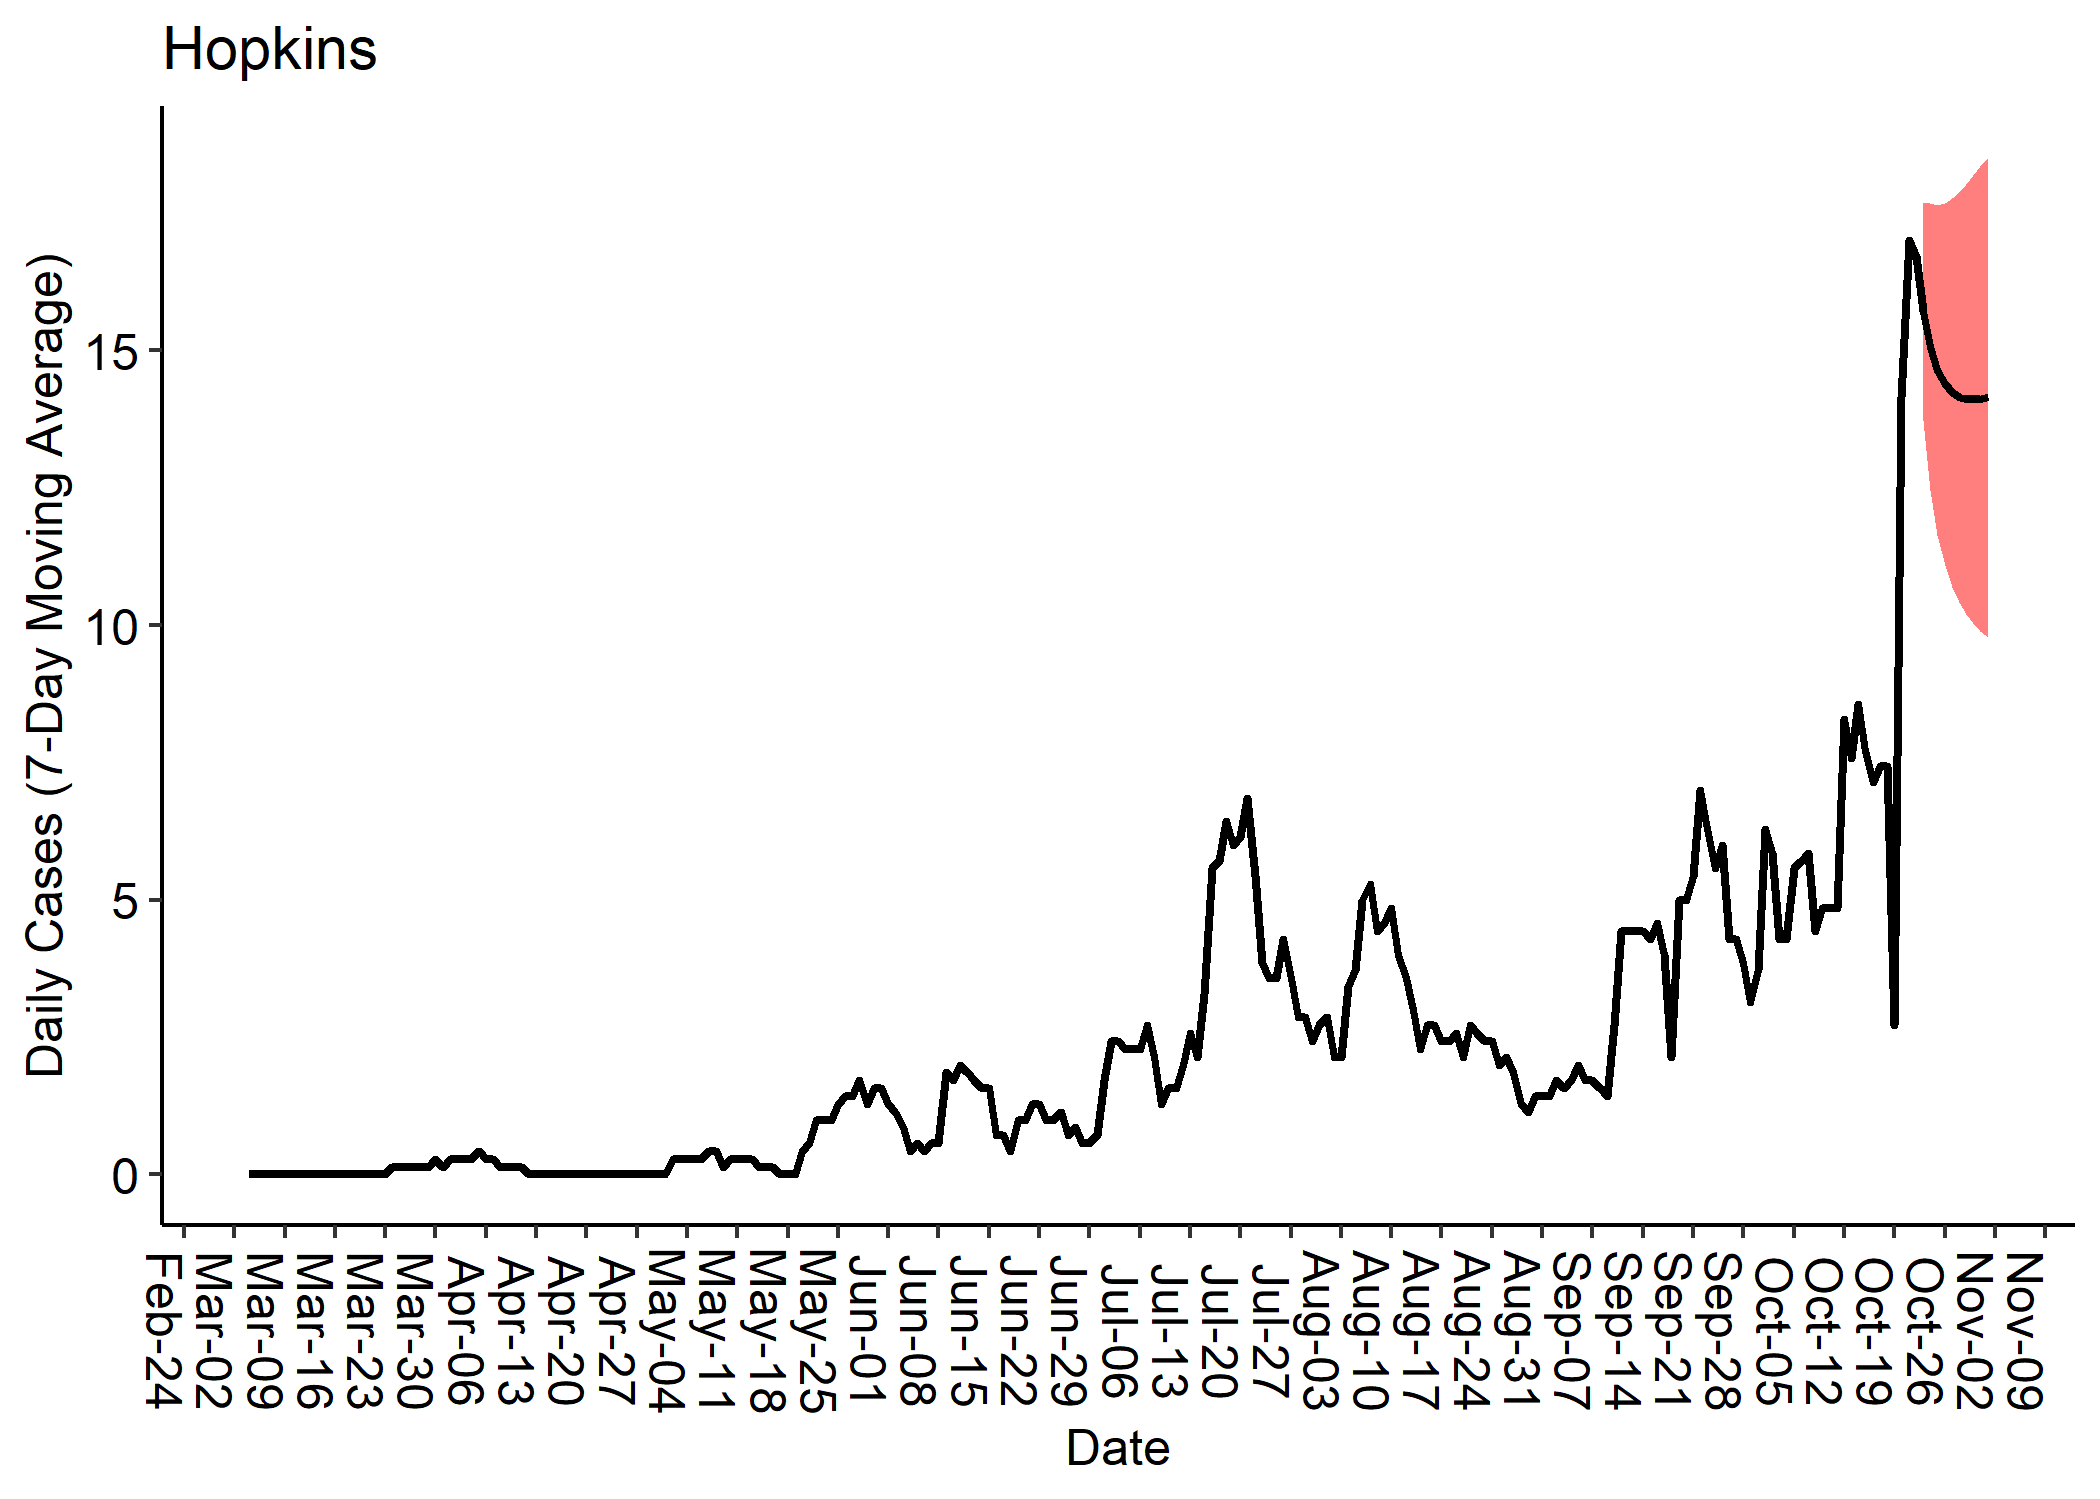 Hopkins
Daily Cases (7-Day Moving Average)
15
10
5
0
Feb-24
Mar-02
Mar-09
Mar-16
Mar-23
Mar-30
Apr-06
Apr-13
Apr-20
Apr-27
May-04
May-11
May-18
May-25
Jun-01
Jun-08
Jun-15
Jun-22
Jun-29
Jul-06
Jul-13
Jul-20
Jul-27
Aug-03
Aug-10
Aug-17
Aug-24
Aug-31
Sep-07
Sep-14
Sep-21
Sep-28
Oct-05
Oct-12
Oct-19
Oct-26
Nov-02
Nov-09
Date